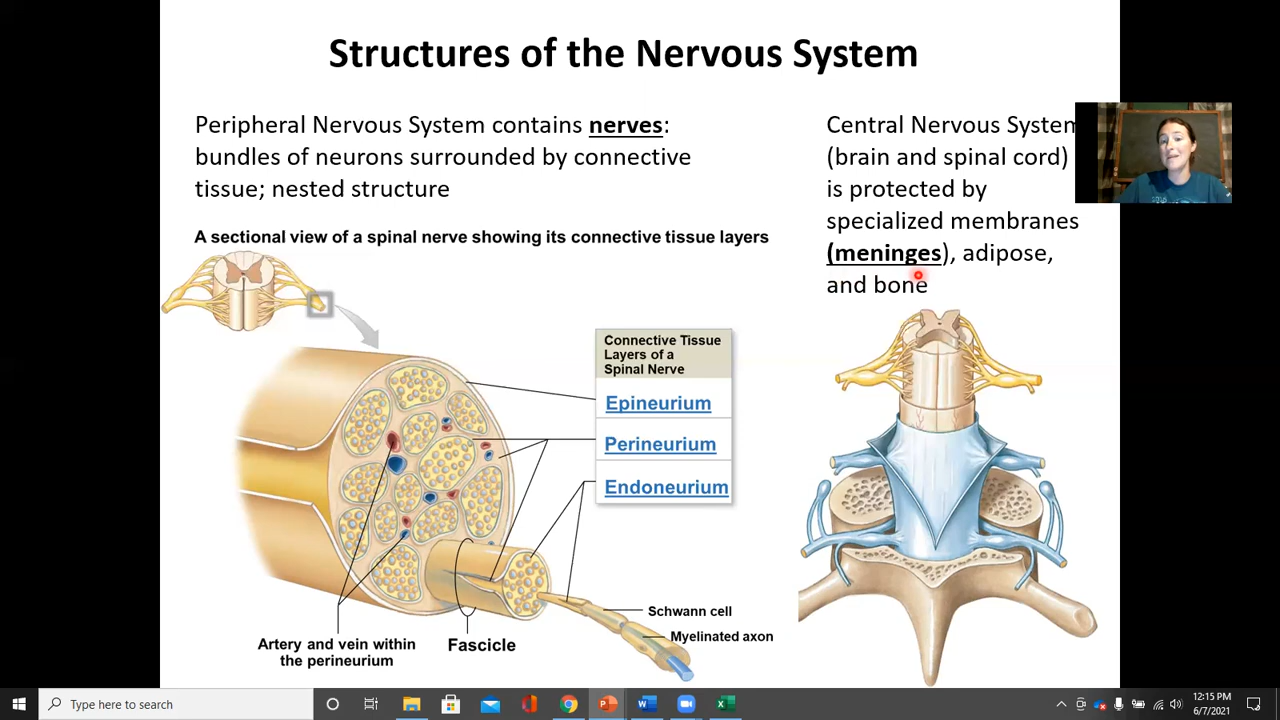 Structures of the Nervous System
Peripheral Nervous System contains nerves:
bundles of neurons surrounded by connective
tissue; nested structure
Central Nervous System
(brain and spinal cord)
is protected by
specialized membranes
(meninges), adipose,
and bone
A sectional view of a spinal nerve showing its connective tissue layers
Connective Tissue
Layers of a
Spinal Nerve
Epineurium
Perineurium
Endoneurium
Schwann cell
Myelinated axon
Artery and vein within
the perineurium
Fascicle
Type here to search
12:15 PM
6/7/2021